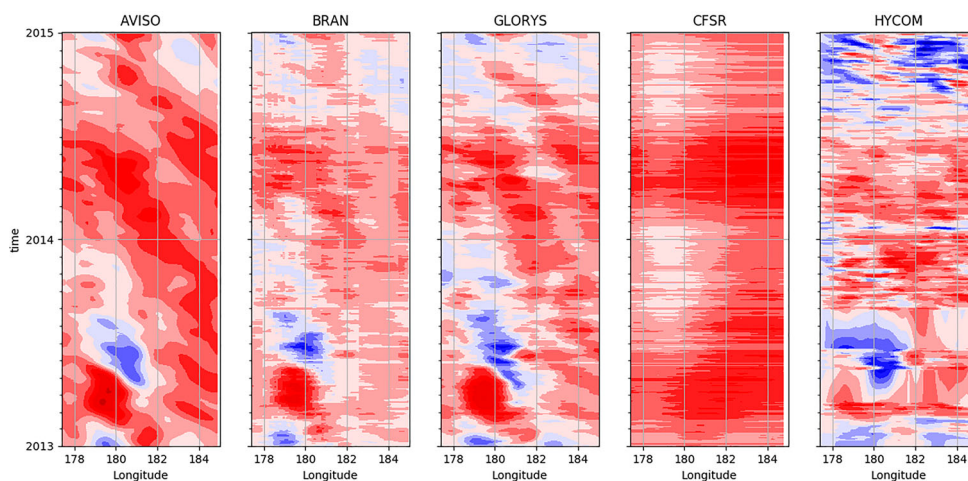 AVISO BRAN GLORYS CFSR HYCOM
2015
time
2014
2013
178 180 182 184 178 180 182 184 178 180 182 184 178 180 182 184 178 180 182 184
Longitude Longitude Longitude Longitude Longitude